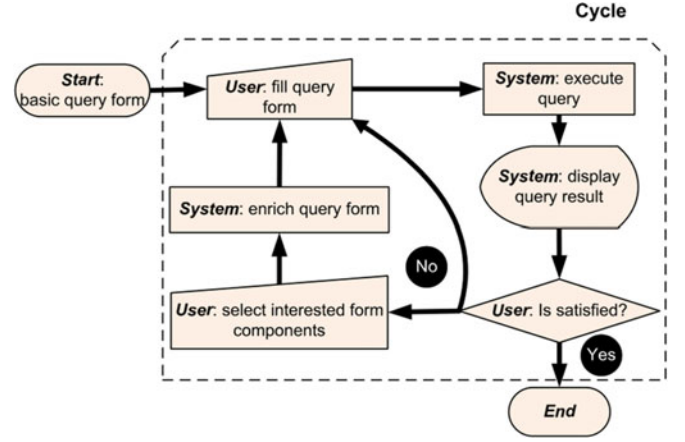 Cycle
Start:
basic query form
User: fill query
form
System: execute
query
System: display
query result
System: enrich query form
No
User: select interested form
components
User: Is satisfied?
Yes
End